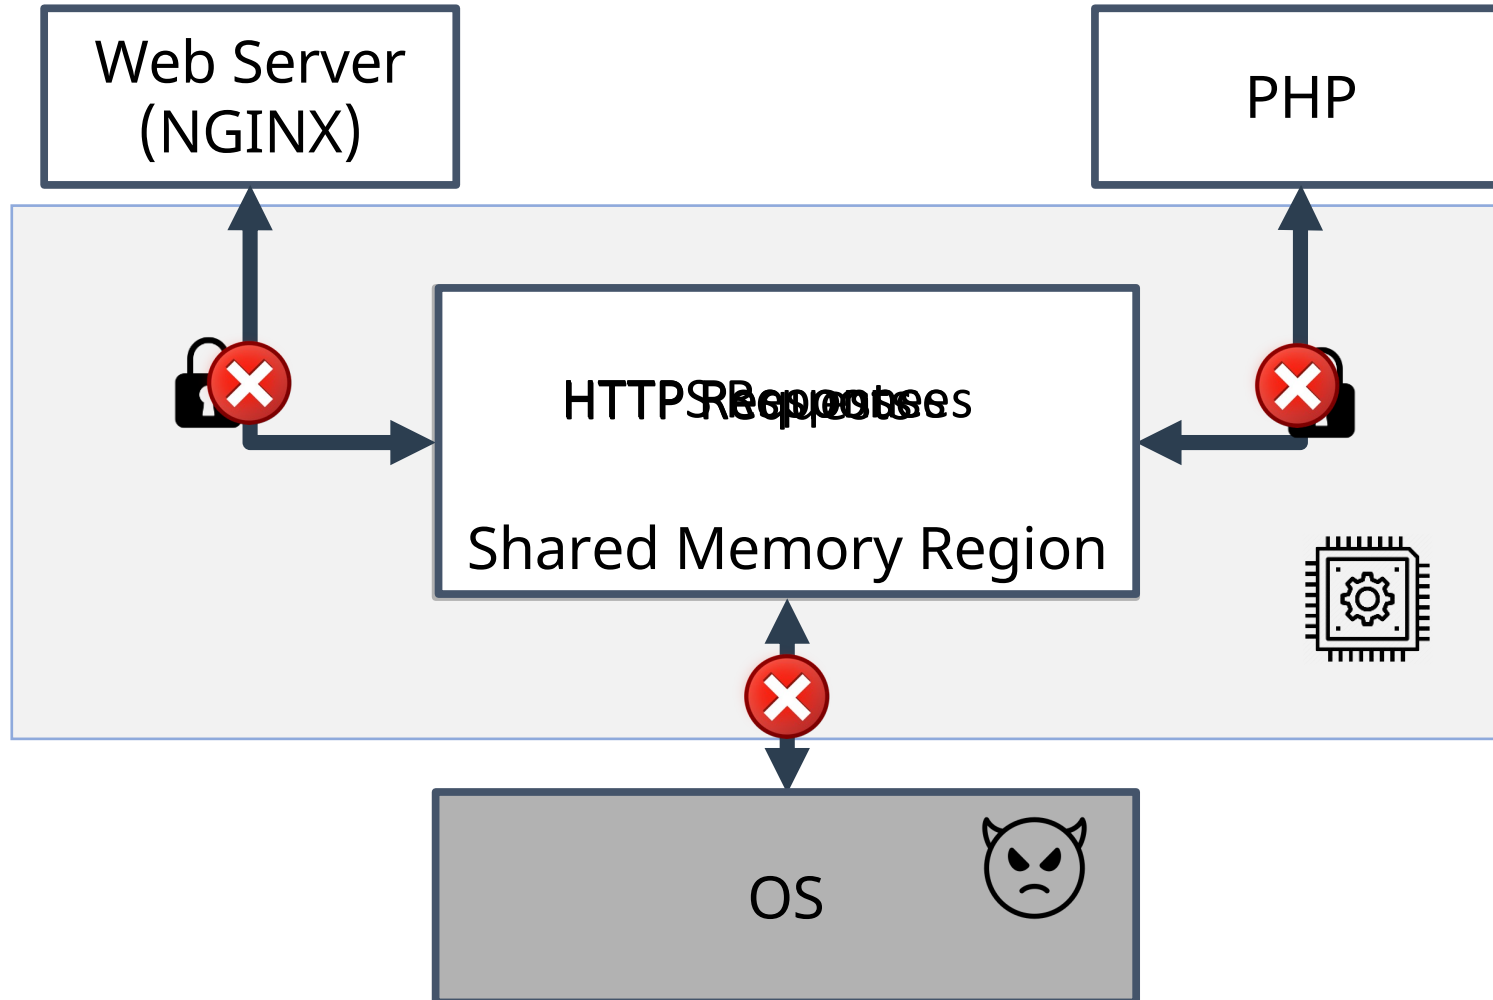 Web Server
(NGINX)
PHP
Shared Memory Region
OS